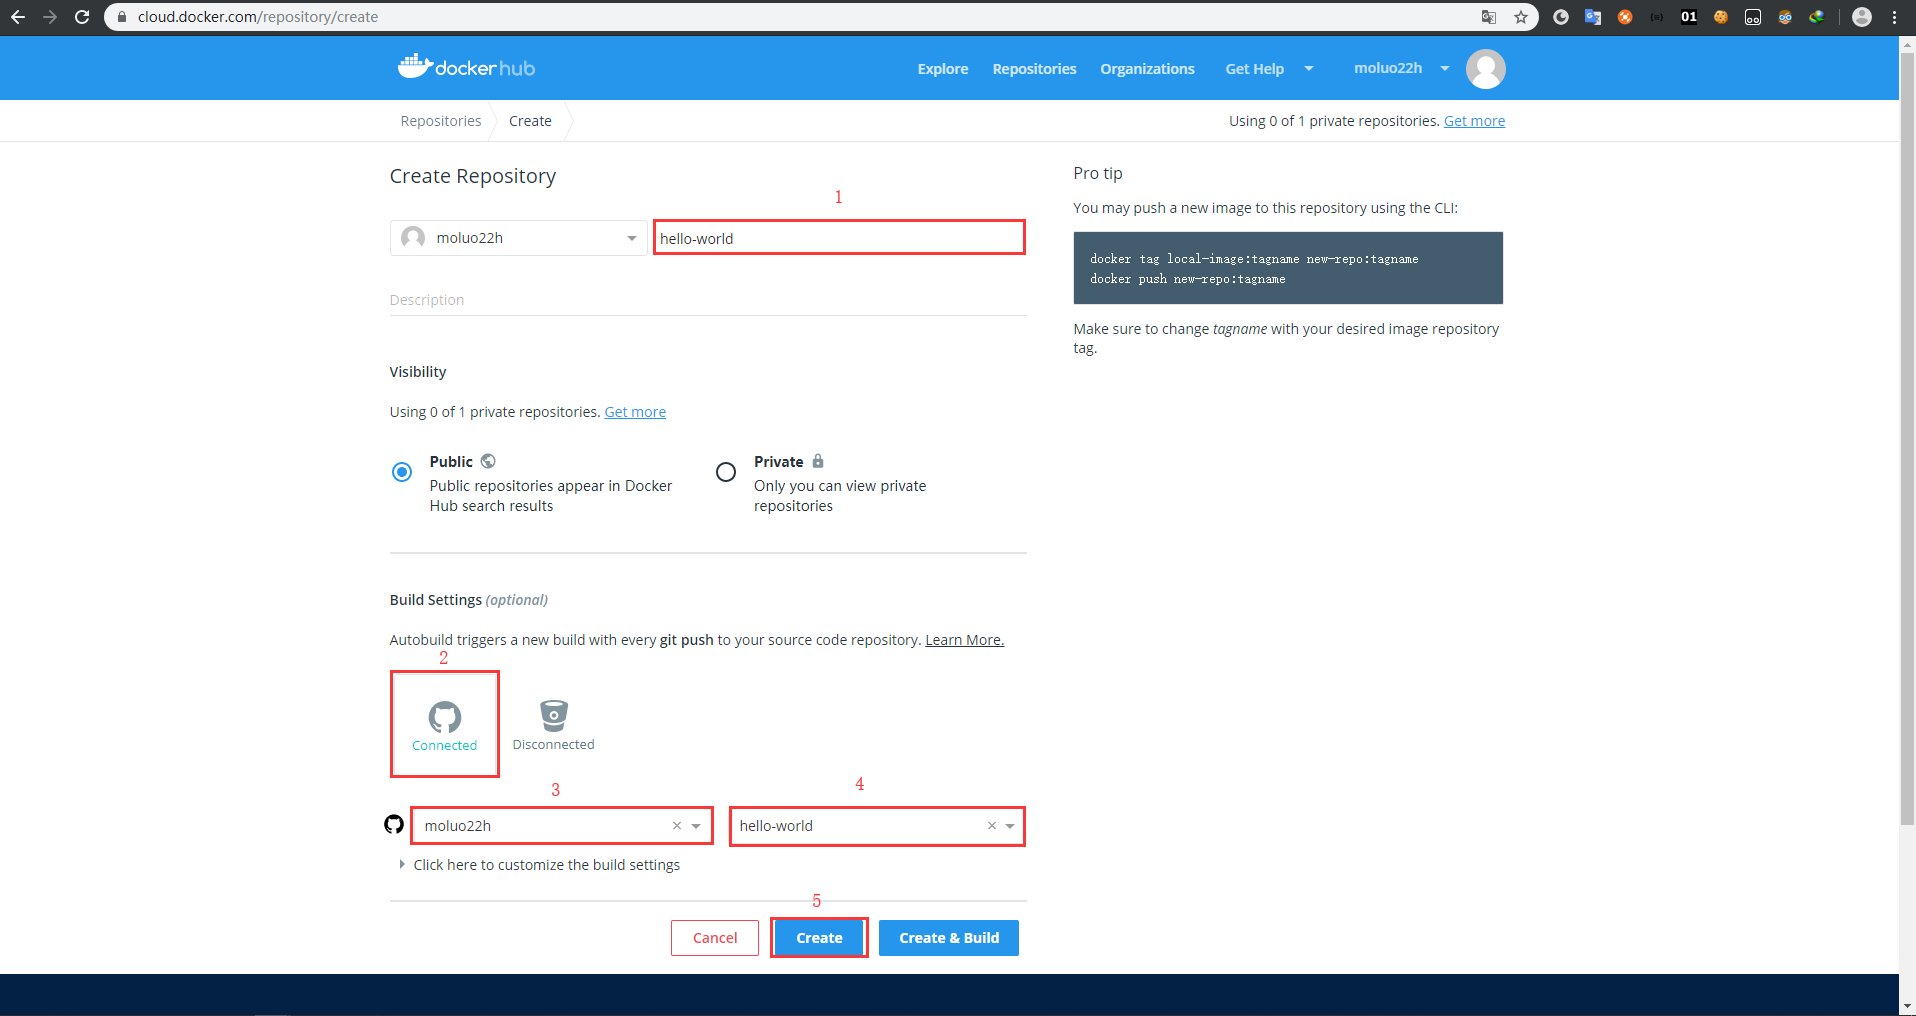 cloud.docker.com/repository/create
01
docker hub
Explore Repositories Organizations Get Help moluo22h
Repositories Create
Using 0 of 1 private repositories. Get more
Create Repository
1
moluo22h
hello-world
Description
Visibility
Using 0 of 1 private repositories. Get more
Public
Public repositories appear in Docker
Hub search results
Private
Only you can view private
repositories
Build Settings (optional)
Autobuild triggers a new build with every git push to your source code repository. Learn More.
2
Connected
Disconnected
3
4
moluo22h
hello-world
Click here to customize the build settings
5
Cancel
Create
Create & Build
Pro tip
You may push a new image to this repository using the CLI:
docker tag local-image:tagname new-repo:tagname
docker push new-repo:tagname
Make sure to change tagname with your desired image repository
tag.